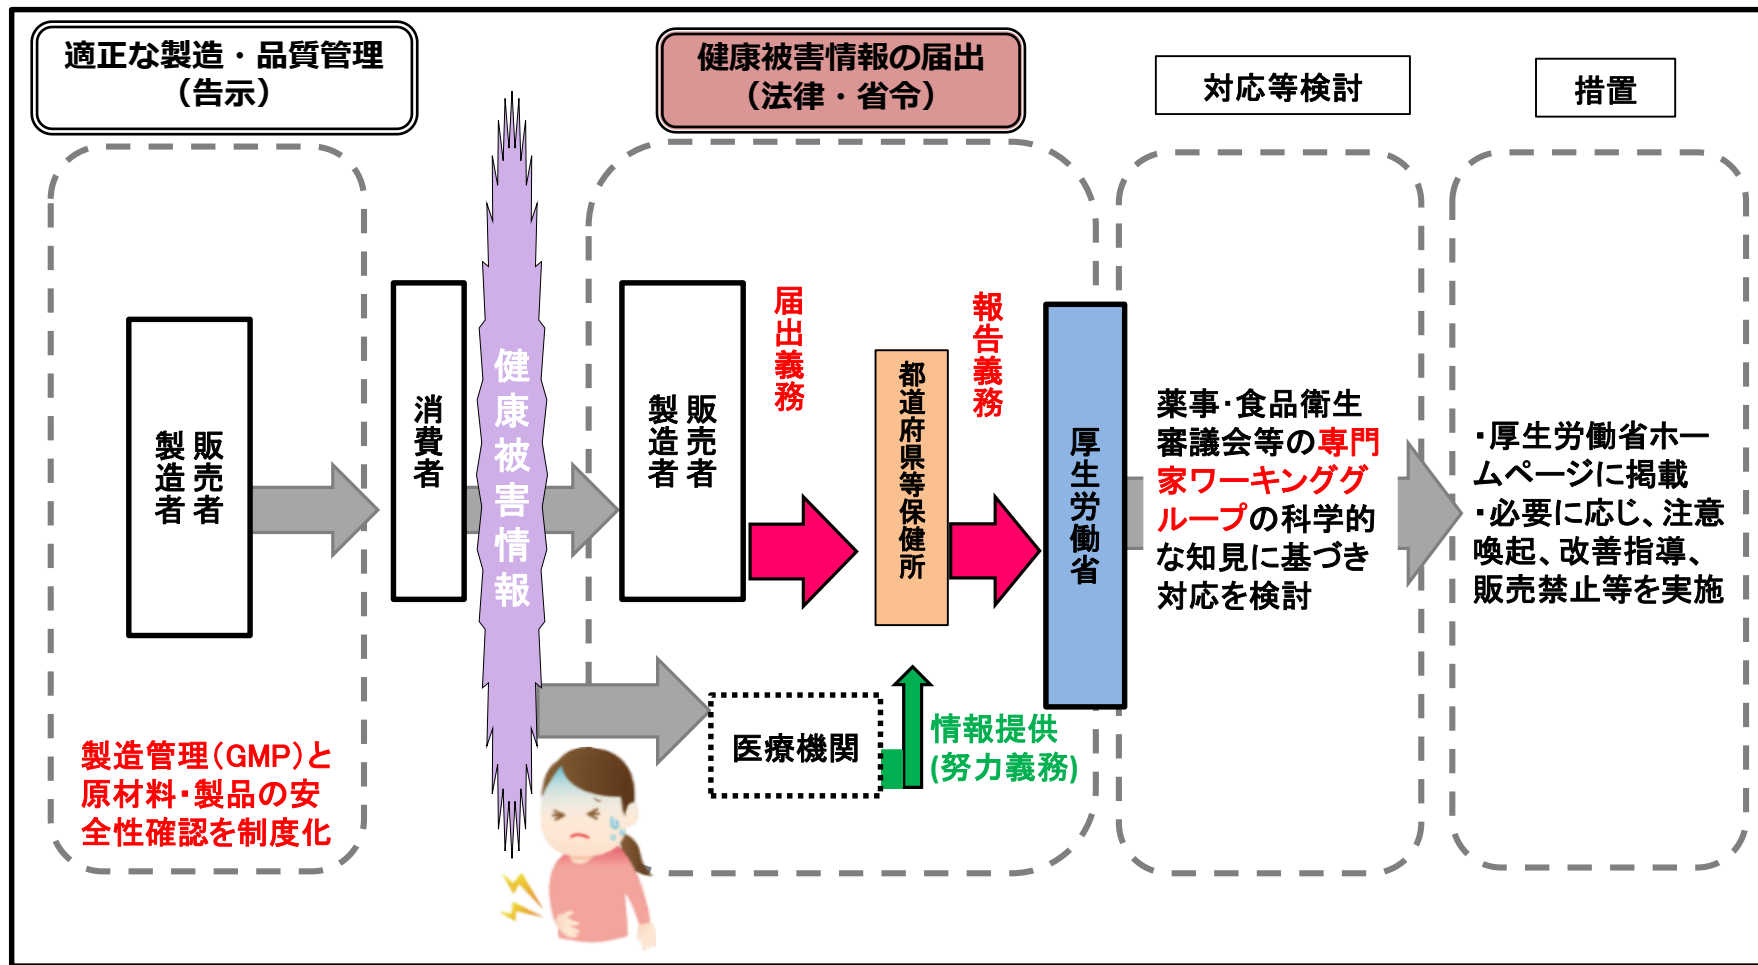 適正な製造・品質管理
（告示）
健康被害情報の届出
（法律・省令）
対応等検討
措置
販売者
製造者
製造管理（GMP）と
原材料・製品の安
全性確認を制度化
消費者
健康被害情報
販売者
製造者
届出義務
都道府県等保健所
報告義務
厚生労働省
医療機関
情報提供
(努力義務)
薬事・食品衛生
審議会等の専門
家ワーキンググ
ループの科学的
な知見に基づき
対応を検討
・厚生労働省ホー
ムページに掲載
・必要に応じ、注意
喚起、改善指導、
販売禁止等を実施